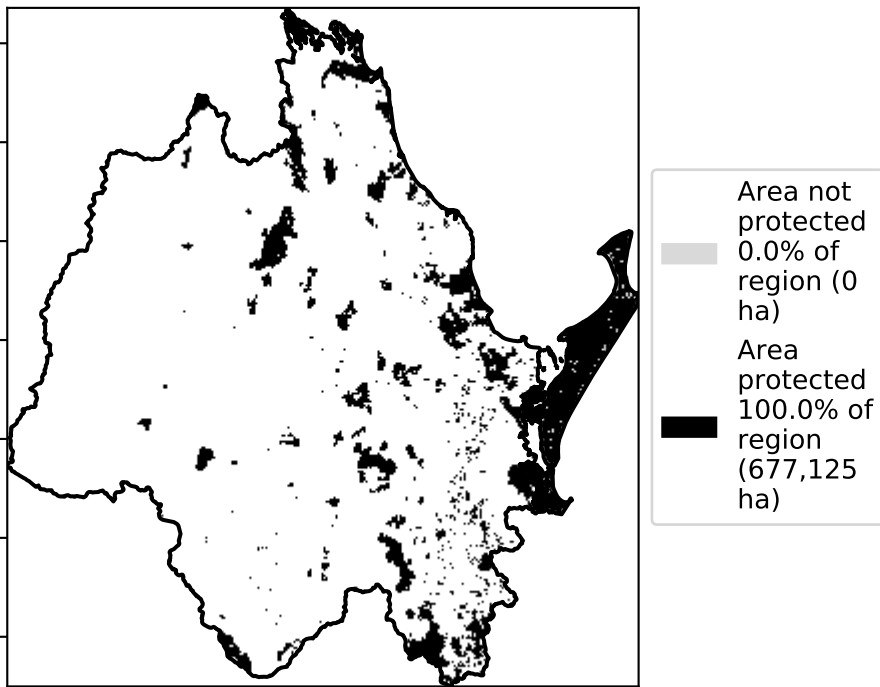 Area not
protected
0.0% of
region (0
ha)
Area
protected
100.0% of
region
(677,125
ha)